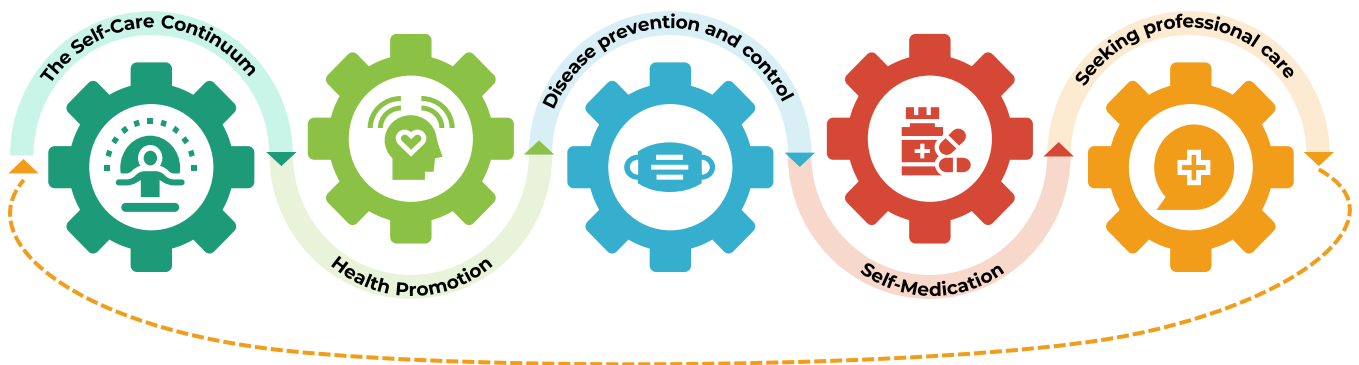 The Self-Care Continuum
Health Promotion
Disease prevention and control
Self-Medication
Seeking professional care